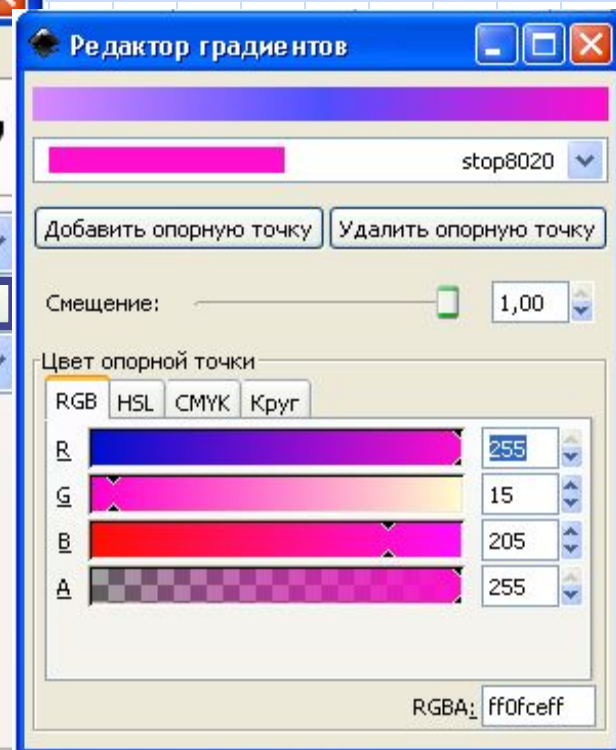 Редактор градиентов
stop8020
Добавить опорную точку Удалить опорную точку
Смещение: 1,00
Цвет опорной точки
RGB HSL CMYK Круг
R 255
G 15
B 205
A 255
RGBA: ff0fceff